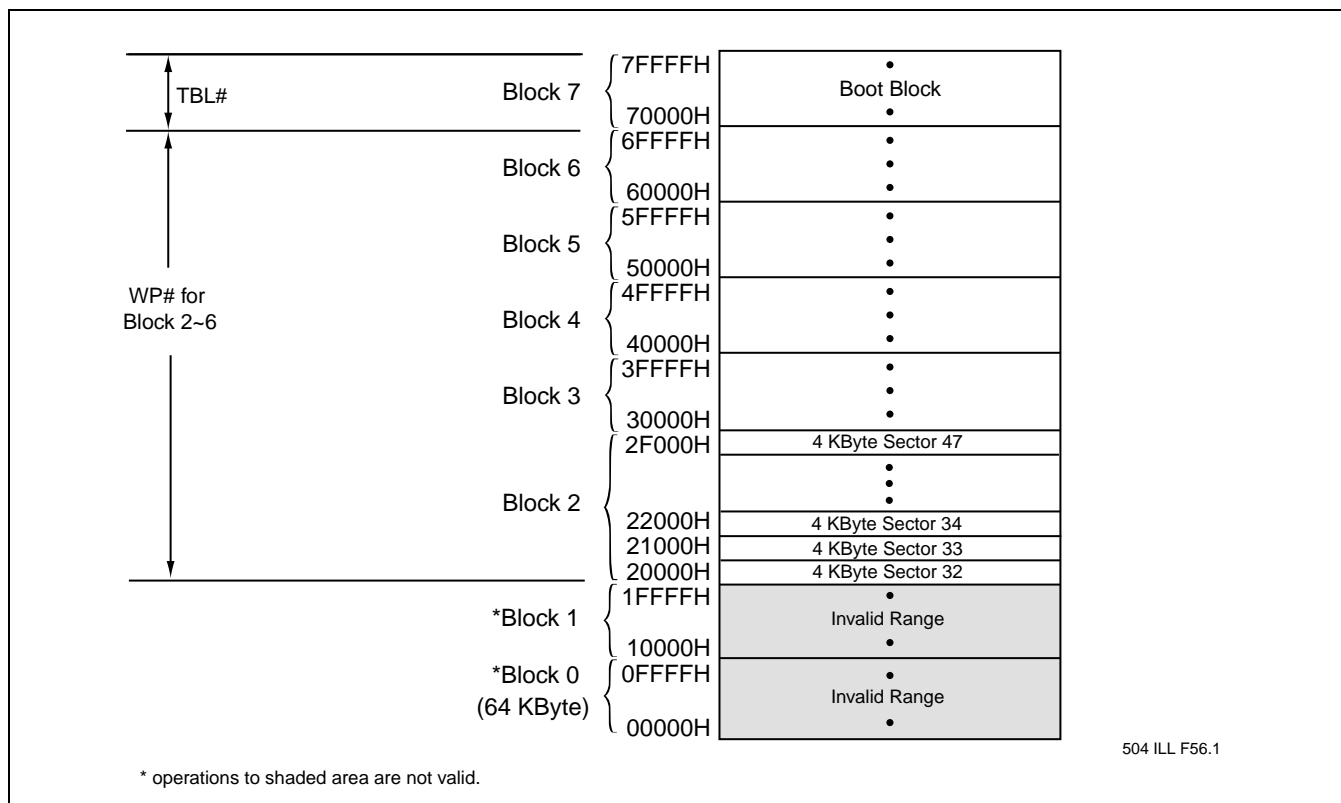 TBL#
WP# for
Block 2~6
Block 7
7FFFFH
70000H
Boot Block
Block 6
6FFFFH
60000H
Block 5
5FFFFH
50000H
Block 4
4FFFFH
40000H
Block 3
3FFFFH
30000H
Block 2
2F000H
4 KByte Sector 47
22000H
4 KByte Sector 34
21000H
4 KByte Sector 33
20000H
4 KByte Sector 32
*Block 1
1FFFFH
10000H
Invalid Range
*Block 0
(64 KByte)
0FFFFH
00000H
Invalid Range
504 ILL F56.1
* operations to shaded area are not valid.